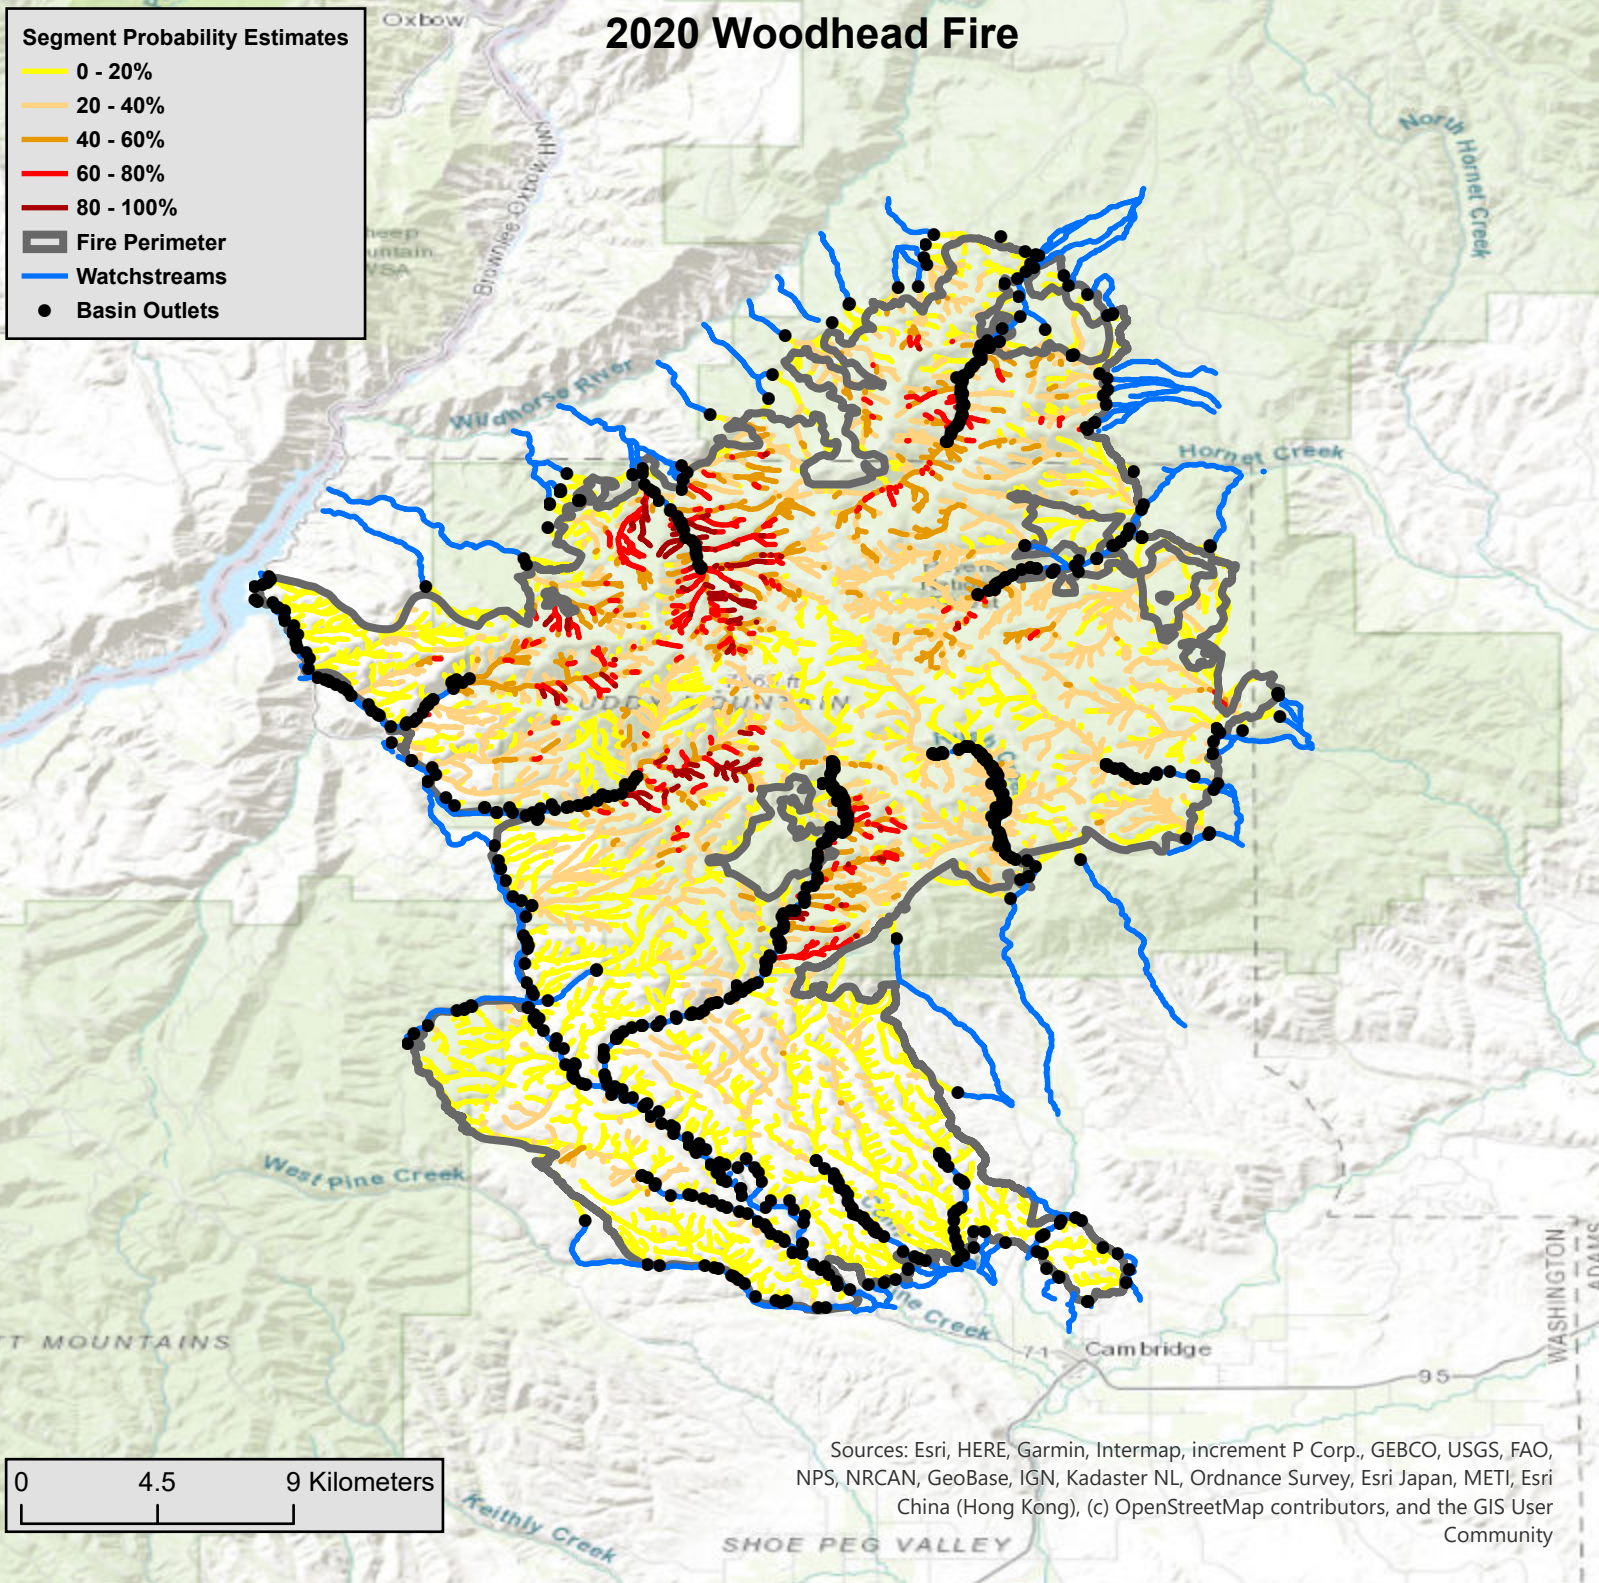 2020 Woodhead Fire
Segment Probability Estimates
0 - 20%
20 - 40%
40 - 60%
60 - 80%
80 - 100%
Fire Perimeter
Watchstreams
Basin Outlets
Oxbow
Brownlee Oxbow Hwy
North Hornet Creek
Wildhorse River
Hornet Creek
West Pine Creek
Creek
Cambridge
71
95
WASHINGTON
ADAMS
MOUNTAINS
Keithly Creek
SHOE PEG VALLEY
0 4.5 9 Kilometers
Sources: Esri, HERE, Garmin, Intermap, increment P Corp., GEBCO, USGS, FAO,
NPS, NRCAN, GeoBase, IGN, Kadaster NL, Ordnance Survey, Esri Japan, METI, Esri
China (Hong Kong), (c) OpenStreetMap contributors, and the GIS User
Community